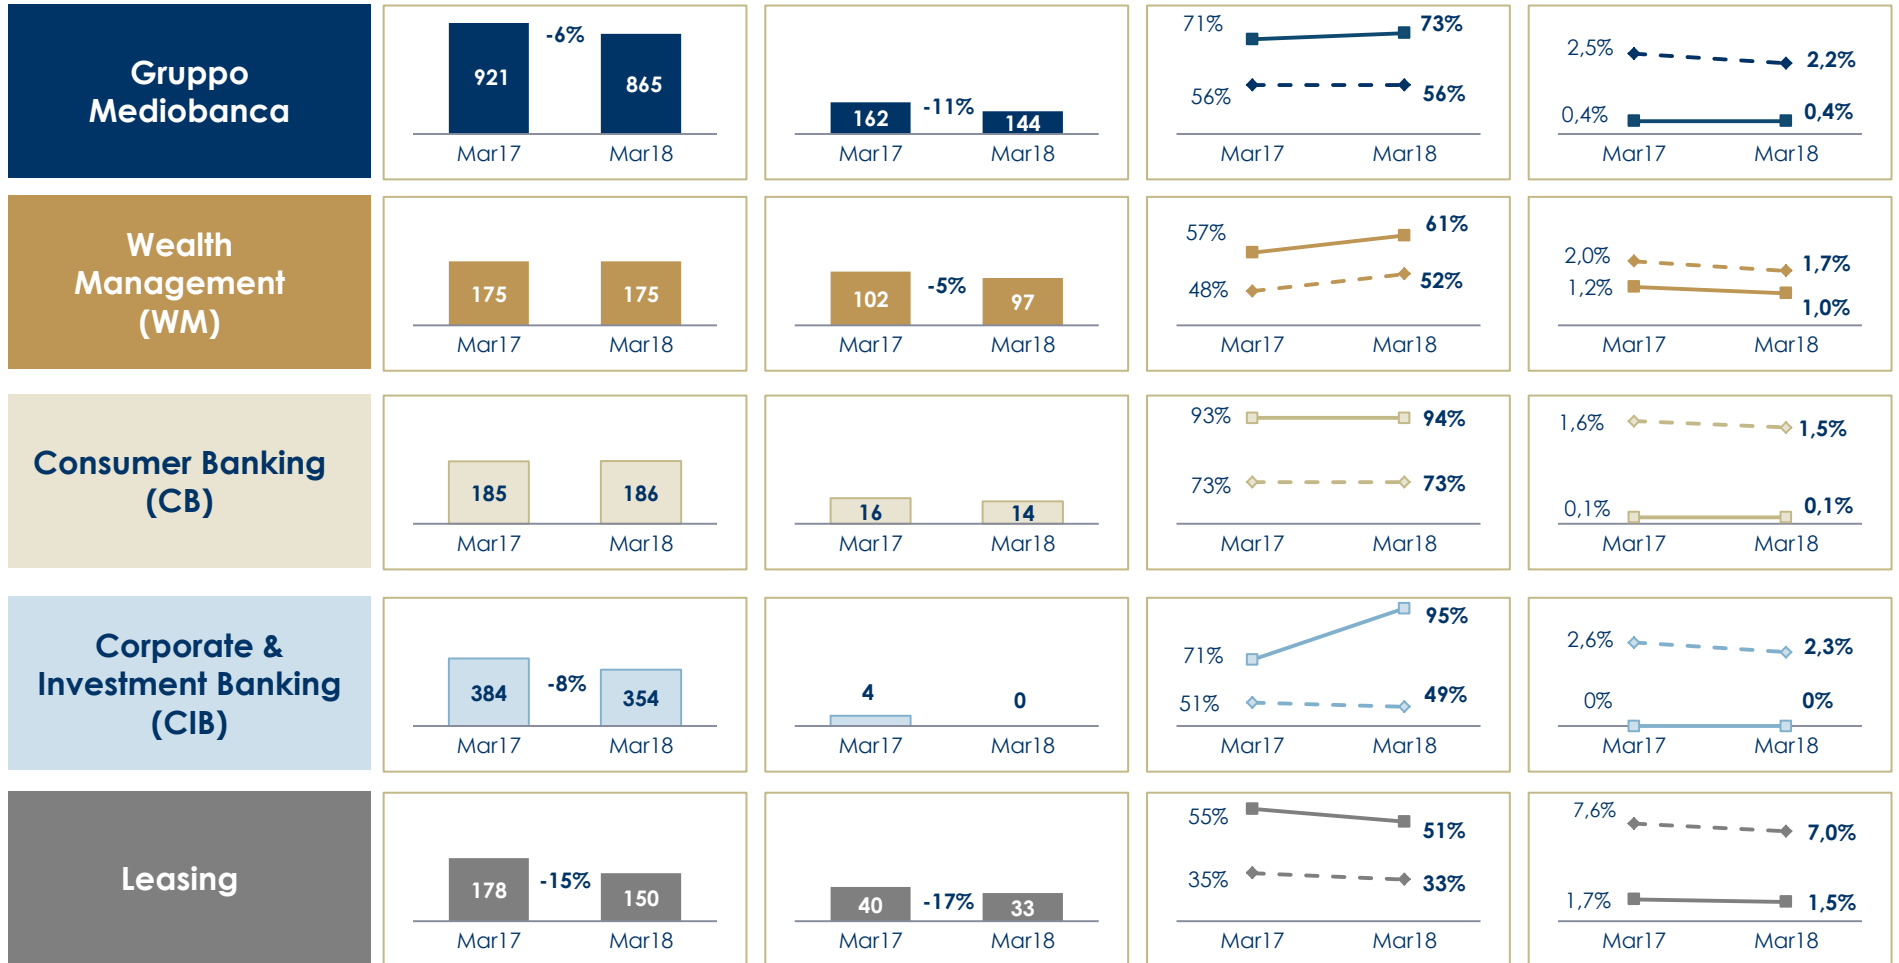 Gruppo
Mediobanca
921
-6%
865
Mar17
Mar18
162
-11%
144
Mar17
Mar18
71%
73%
56%
56%
Mar17
Mar18
2,5%
2,2%
0,4%
0,4%
Mar17
Mar18
Wealth
Management
(WM)
175
175
Mar17
Mar18
102
-5%
97
Mar17
Mar18
57%
61%
48%
52%
Mar17
Mar18
2,0%
1,7%
1,2%
1,0%
Mar17
Mar18
Consumer Banking
(CB)
185
186
Mar17
Mar18
16
14
Mar17
Mar18
93%
94%
73%
73%
Mar17
Mar18
1,6%
1,5%
0,1%
0,1%
Mar17
Mar18
Corporate &
Investment Banking
(CIB)
384
-8%
354
Mar17
Mar18
4
0
Mar17
Mar18
71%
95%
51%
49%
Mar17
Mar18
2,6%
2,3%
0%
0%
Mar17
Mar18
Leasing
178
-15%
150
Mar17
Mar18
40
-17%
33
Mar17
Mar18
55%
51%
35%
33%
Mar17
Mar18
7,6%
7,0%
1,7%
1,5%
Mar17
Mar18